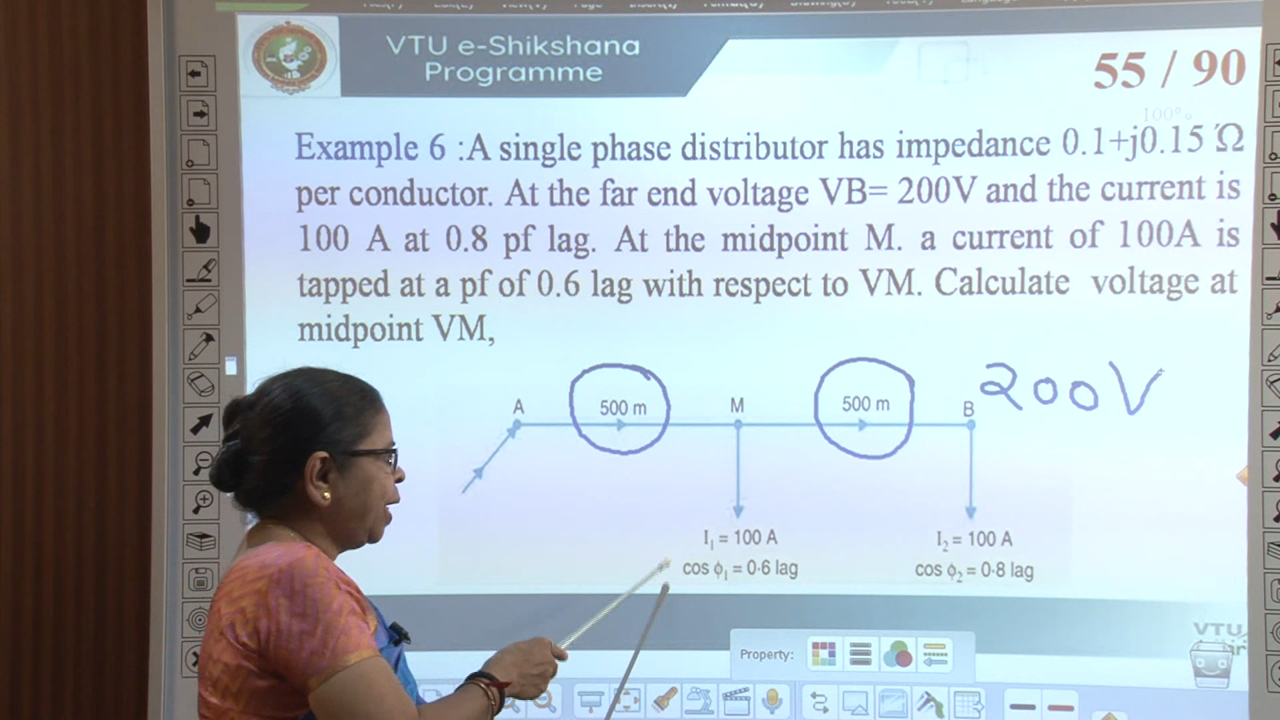 VTU e-Shikshana
Programme
55 / 90
100°
Example 6 :A single phase distributor has impedance 0.1+j0.15 Ω
per conductor. At the far end voltage VB= 200V and the current is
100 A at 0.8 pf lag. At the midpoint M. a current of 100A is
tapped at a pf of 0.6 lag with respect to VM. Calculate voltage at
midpoint VM,
A 500 m M 500 m B 200V
I₁ = 100 A I₂ = 100 A
cos ϕ₁ = 0·6 lag cos ϕ₂ = 0·8 lag
VTU
Property: